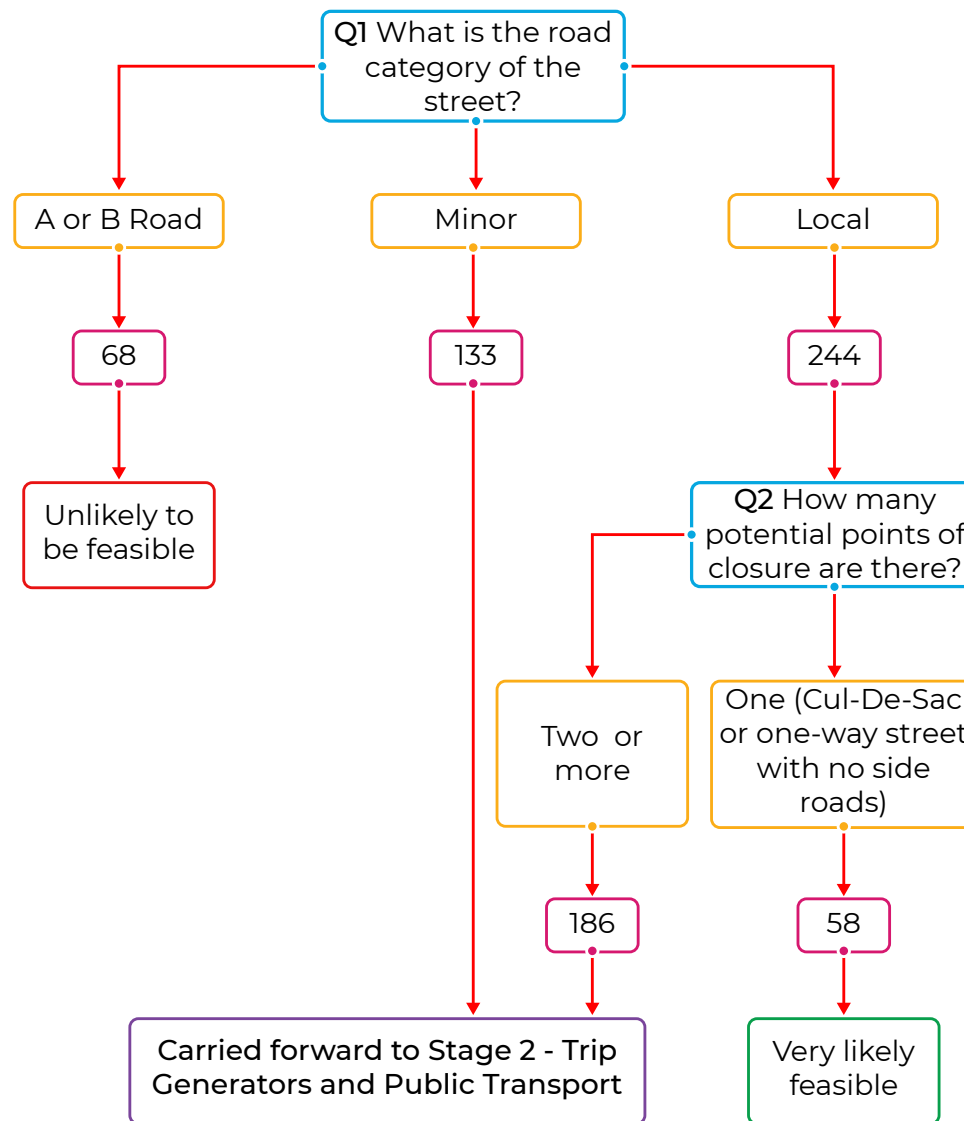 Q1 What is the road
category of the
street?
A or B Road
Minor
Local
68
133
244
Unlikely to
be feasible
Q2 How many
potential points of
closure are there?
Two or
more
One (Cul-De-Sac
or one-way street
with no side
roads)
186
58
Carried forward to Stage 2 - Trip
Generators and Public Transport
Very likely
feasible